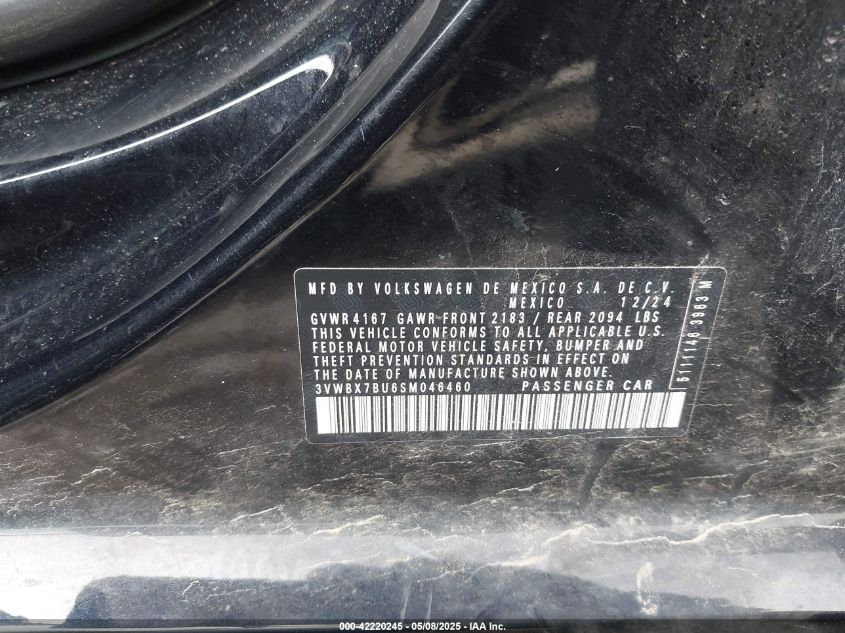 MFD BY VOLKSWAGEN DE MEXICO S.A. DE C.V.
MEXICO 12/24
GVWR 4167 GAWR FRONT 2183 / REAR 2094 LBS
THIS VEHICLE CONFORMS TO ALL APPLICABLE U.S.
FEDERAL MOTOR VEHICLE SAFETY, BUMPER AND
THEFT PREVENTION STANDARDS IN EFFECT ON
THE DATE OF MANUFACTURE SHOWN ABOVE.
3VWBX7BU6SM046460 PASSENGER CAR
5111146 3963 M
000-42220245 - 05/08/2025 - IAA Inc.